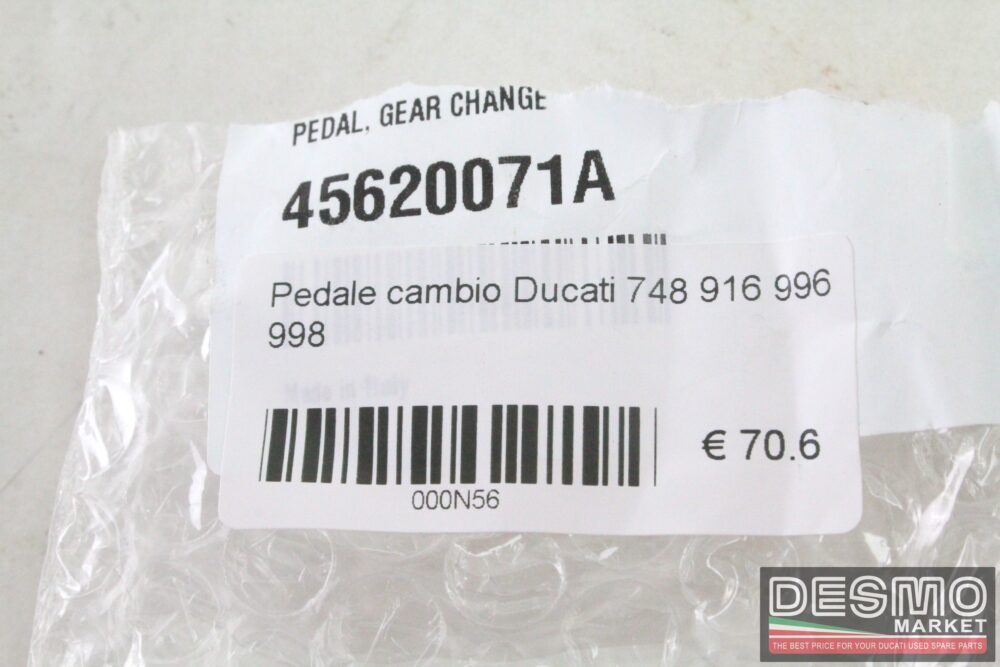 PEDAL, GEAR CHANGE
45620071A
Pedale cambio Ducati 748 916 996
998
Made in Italy
€ 70.6
000N56
DESMO
MARKET
THE BEST PRICE FOR YOUR DUCATI USED SPARE PARTS